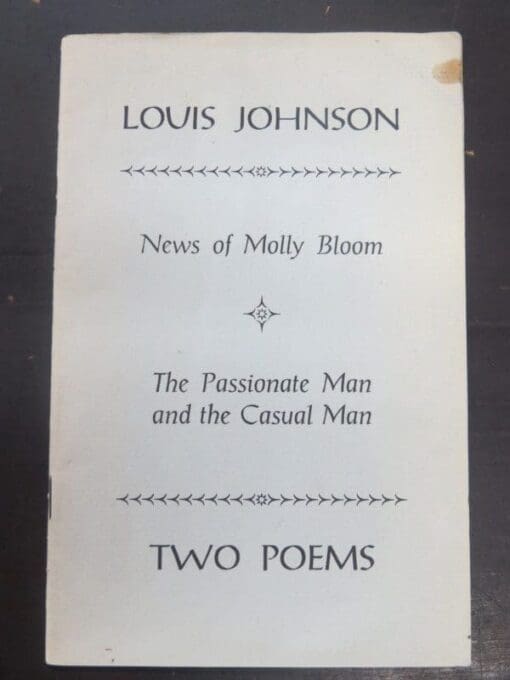 LOUIS JOHNSON
News of Molly Bloom
The Passionate Man
and the Casual Man
TWO POEMS